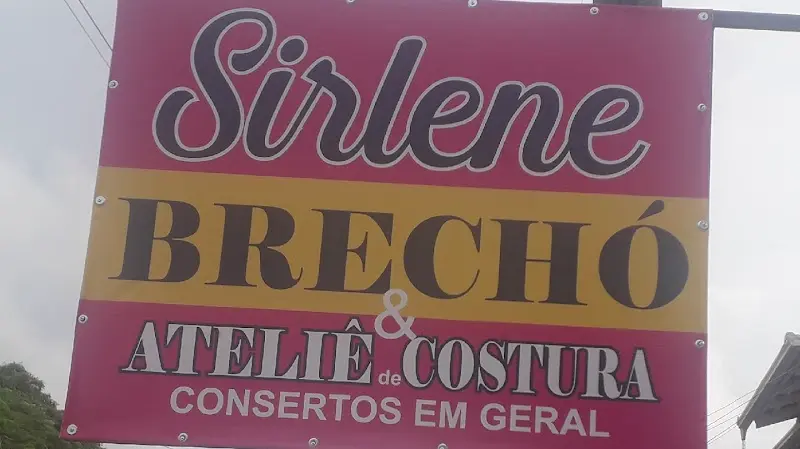 Sirlene
BRECHÓ
&
ATELIÊ de COSTURA
CONSERTOS EM GERAL